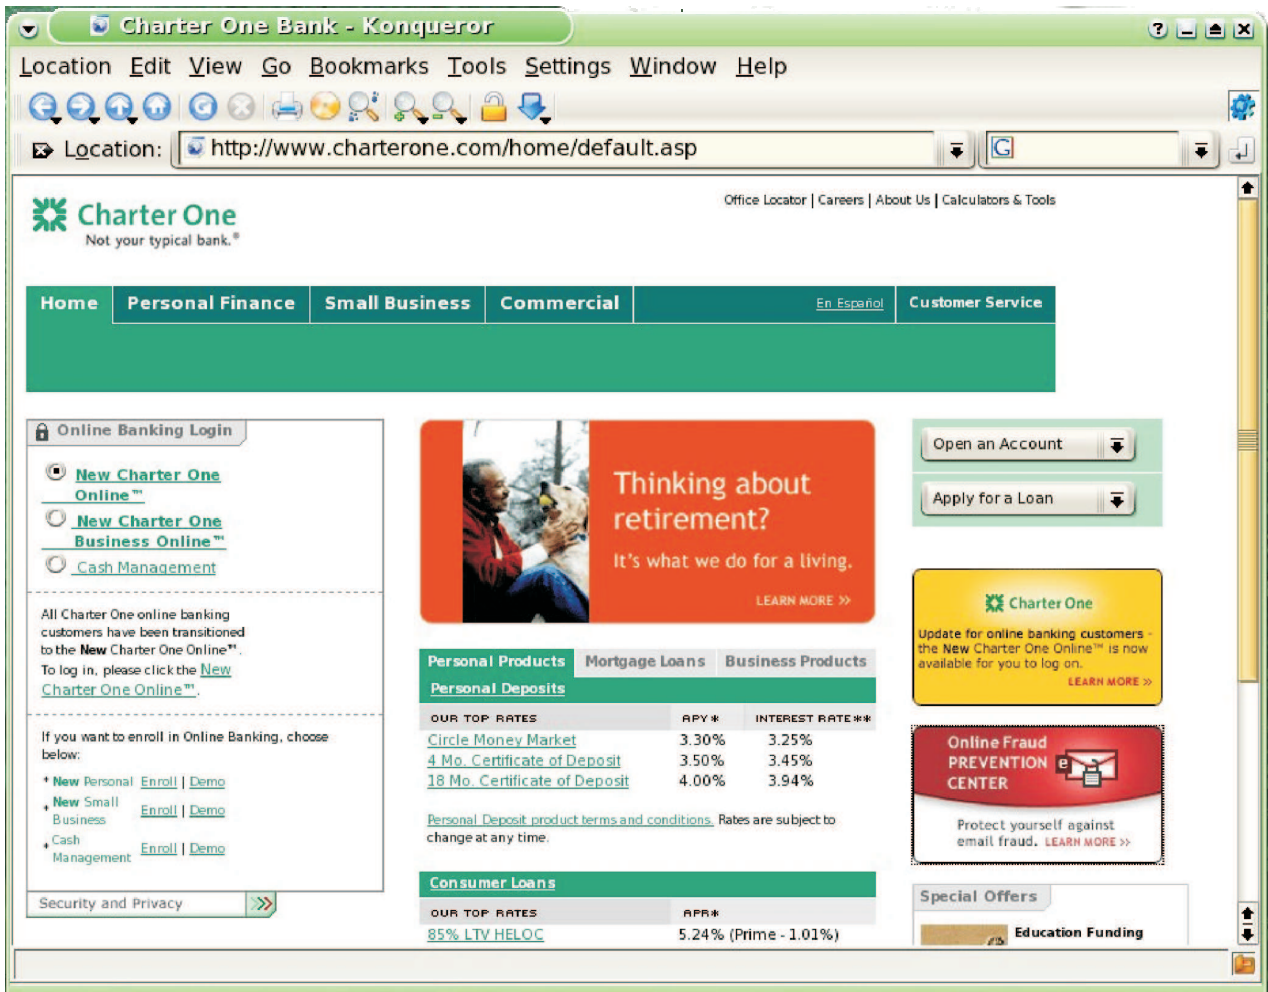 Charter One Bank - Konqueror
Location Edit View Go Bookmarks Tools Settings Window Help
Location: http://www.charterone.com/home/default.asp
Charter One
Not your typical bank.®
Office Locator | Careers | About Us | Calculators & Tools
Home Personal Finance Small Business Commercial En Español Customer Service
Online Banking Login
New Charter One
Online™
New Charter One
Business Online™
Cash Management
All Charter One online banking
customers have been transitioned
to the New Charter One Online™.
To log in, please click the New
Charter One Online™.
If you want to enroll in Online Banking, choose
below:
* New Personal Enroll | Demo
* New Small
Business Enroll | Demo
* Cash
Management Enroll | Demo
Security and Privacy
Thinking about
retirement?
It's what we do for a living.
LEARN MORE >>
Personal Products Mortgage Loans Business Products
Personal Deposits
OUR TOP RATES APY* INTEREST RATE**
Circle Money Market 3.30% 3.25%
4 Mo. Certificate of Deposit 3.50% 3.45%
18 Mo. Certificate of Deposit 4.00% 3.94%
Personal Deposit product terms and conditions. Rates are subject to
change at any time.
Consumer Loans
OUR TOP RATES APR*
85% LTV HELOC 5.24% (Prime - 1.01%)
Open an Account
Apply for a Loan
Charter One
Update for online banking customers -
the New Charter One Online™ is now
available for you to log on.
LEARN MORE >>
Online Fraud
PREVENTION
CENTER
e
Protect yourself against
email fraud. LEARN MORE >>
Special Offers
Education Funding